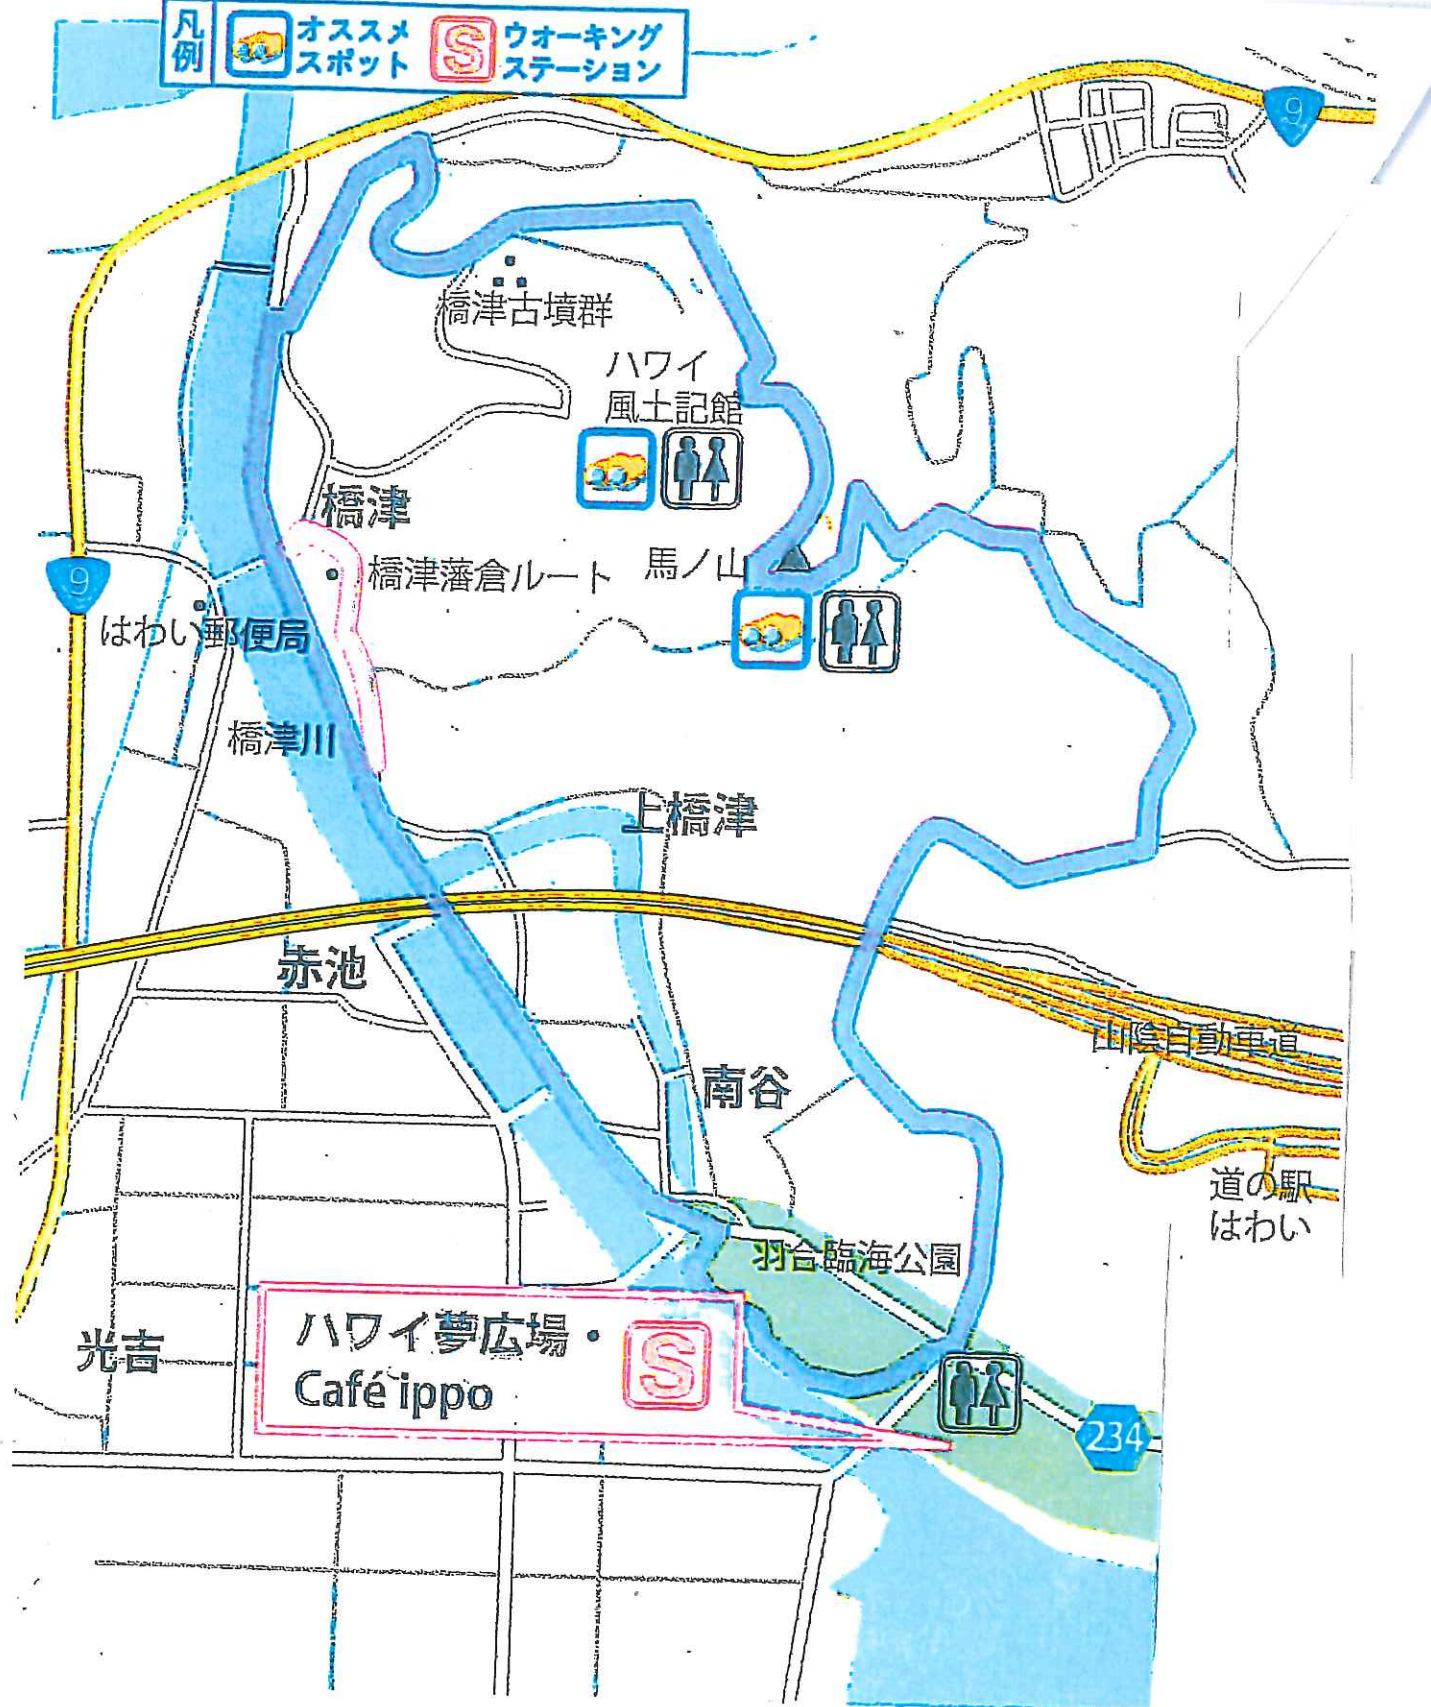 凡例
オススメ
スポット
S
ウオーキング
ステーション
9
橋津古墳群
ハワイ
風土記館
橋津
橋津藩倉ルート
馬ノ山
9
はわい郵便局
橋津川
上橋津
赤池
山陰自動車道
南谷
道の駅
はわい
羽合臨海公園
ハワイ夢広場・
Café ippo
S
光吉
234